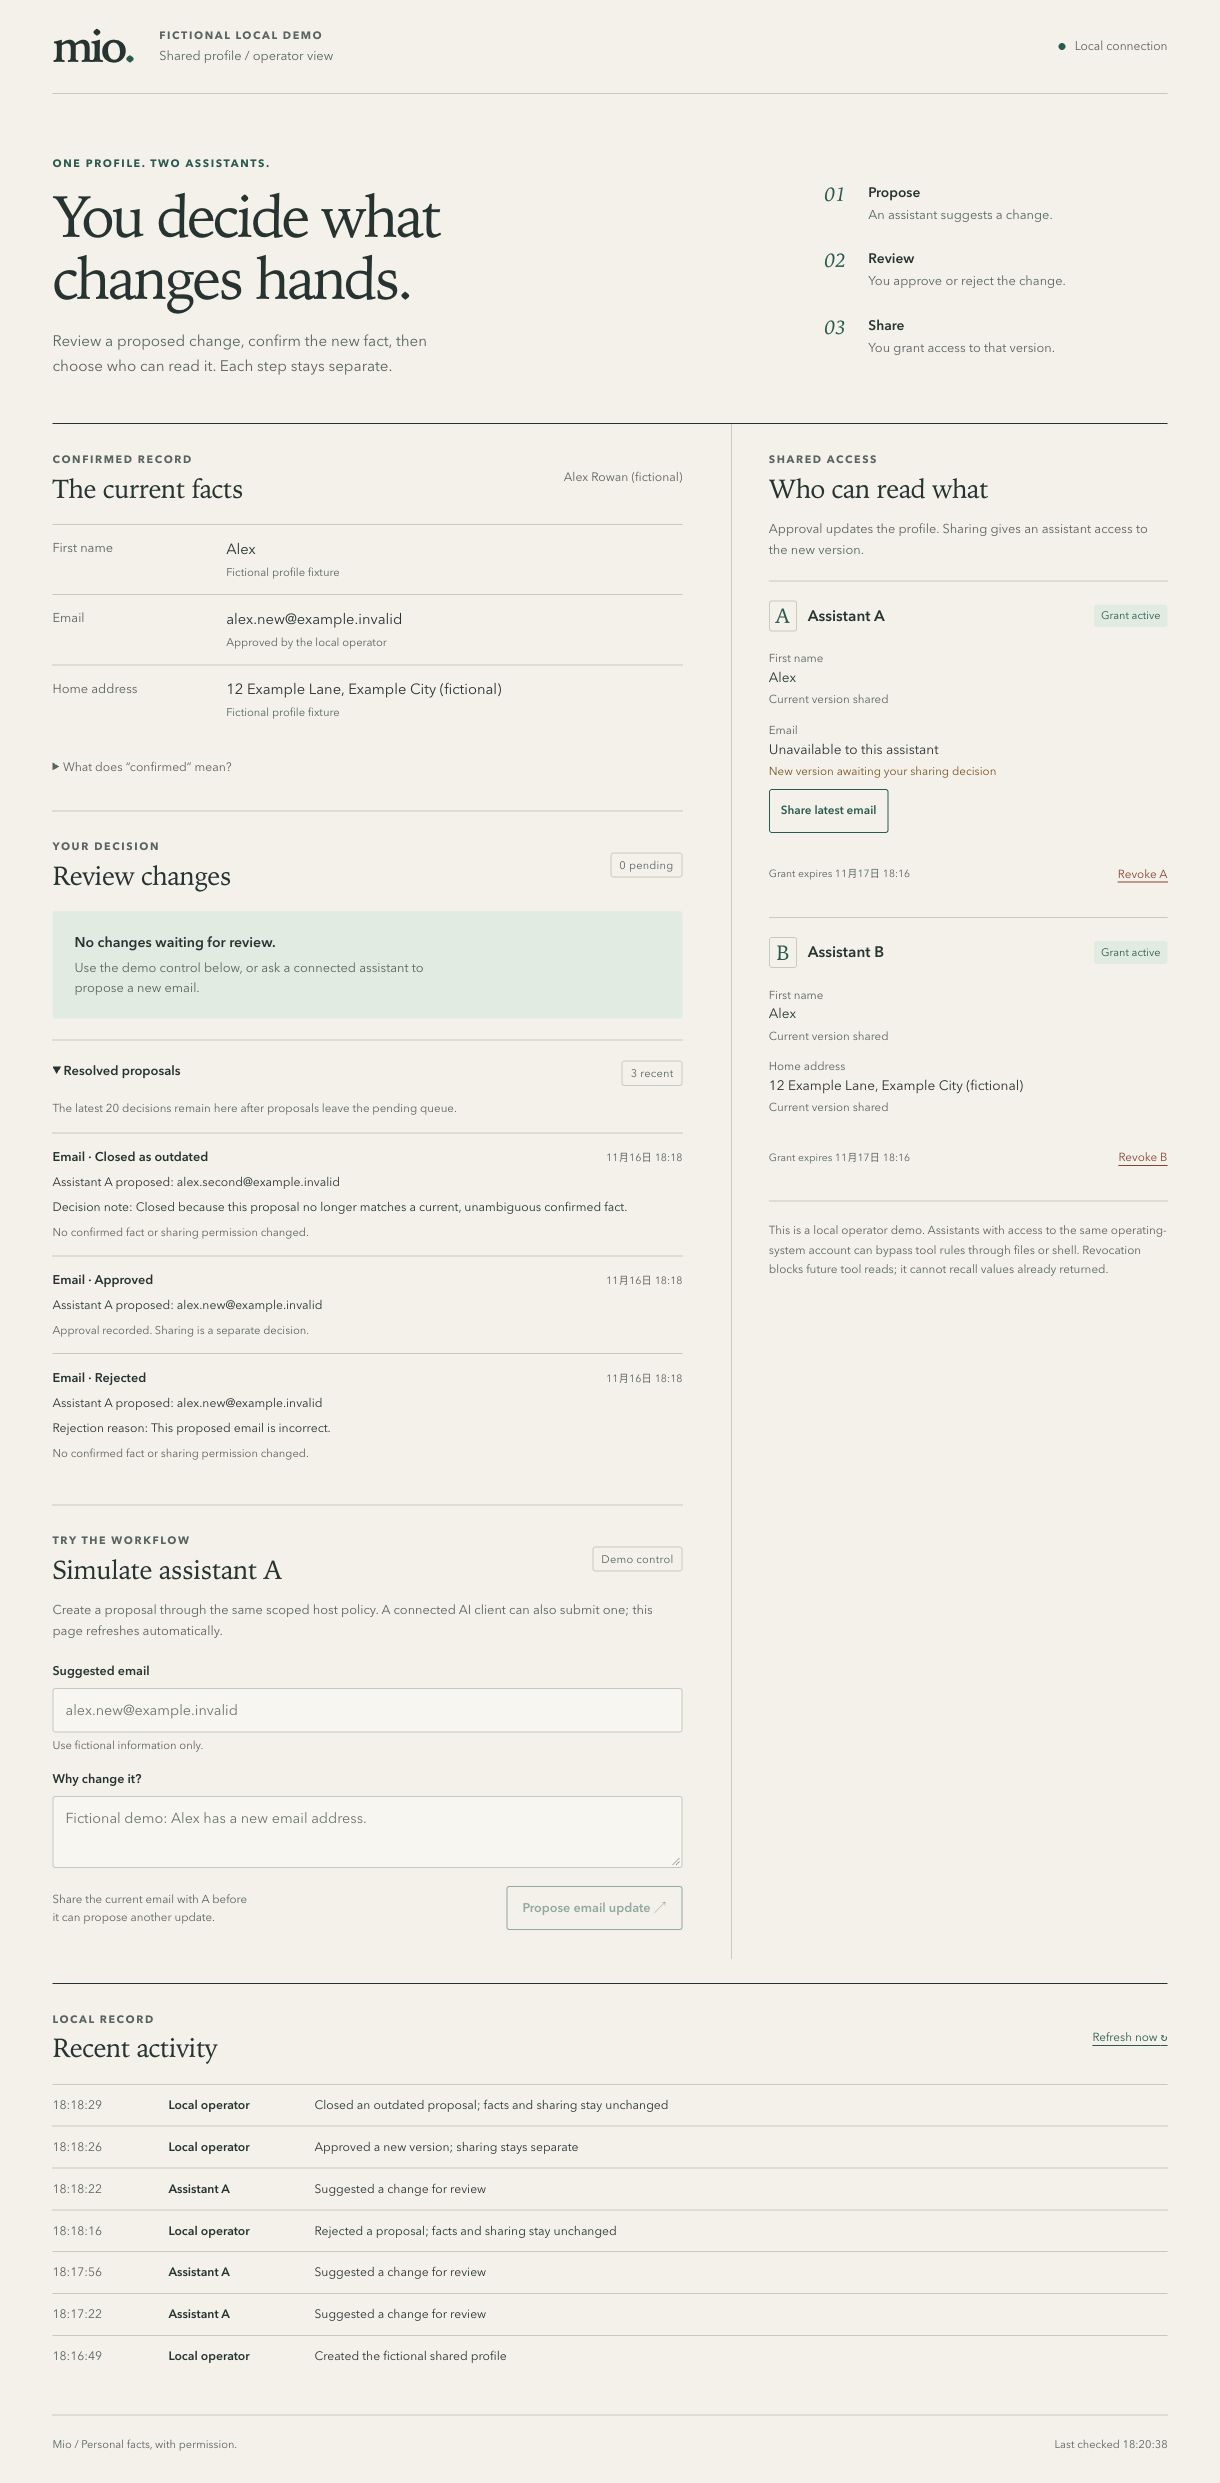 mio.
FICTIONAL LOCAL DEMO
Shared profile / operator view
Local connection
ONE PROFILE. TWO ASSISTANTS.
You decide what
changes hands.
Review a proposed change, confirm the new fact, then
choose who can read it. Each step stays separate.
01 Propose
An assistant suggests a change.
02 Review
You approve or reject the change.
03 Share
You grant access to that version.
CONFIRMED RECORD
The current facts
Alex Rowan (fictional)
First name
Alex
Fictional profile fixture
Email
alex.new@example.invalid
Approved by the local operator
Home address
12 Example Lane, Example City (fictional)
Fictional profile fixture
▶ What does “confirmed” mean?
YOUR DECISION
Review changes
0 pending
No changes waiting for review.
Use the demo control below, or ask a connected assistant to
propose a new email.
▼ Resolved proposals
3 recent
The latest 20 decisions remain here after proposals leave the pending queue.
Email · Closed as outdated
11月16日 18:18
Assistant A proposed: alex.second@example.invalid
Decision note: Closed because this proposal no longer matches a current, unambiguous confirmed fact.
No confirmed fact or sharing permission changed.
Email · Approved
11月16日 18:18
Assistant A proposed: alex.new@example.invalid
Approval recorded. Sharing is a separate decision.
Email · Rejected
11月16日 18:18
Assistant A proposed: alex.new@example.invalid
Rejection reason: This proposed email is incorrect.
No confirmed fact or sharing permission changed.
TRY THE WORKFLOW
Simulate assistant A
Demo control
Create a proposal through the same scoped host policy. A connected AI client can also submit one; this
page refreshes automatically.
Suggested email
alex.new@example.invalid
Use fictional information only.
Why change it?
Fictional demo: Alex has a new email address.
Share the current email with A before
it can propose another update.
Propose email update ↗
SHARED ACCESS
Who can read what
Approval updates the profile. Sharing gives an assistant access to
the new version.
A Assistant A
Grant active
First name
Alex
Current version shared
Email
Unavailable to this assistant
New version awaiting your sharing decision
Share latest email
Grant expires 11月17日 18:16
Revoke A
B Assistant B
Grant active
First name
Alex
Current version shared
Home address
12 Example Lane, Example City (fictional)
Current version shared
Grant expires 11月17日 18:16
Revoke B
This is a local operator demo. Assistants with access to the same operating-
system account can bypass tool rules through files or shell. Revocation
blocks future tool reads; it cannot recall values already returned.
LOCAL RECORD
Recent activity
Refresh now ↻
18:18:29 Local operator Closed an outdated proposal; facts and sharing stay unchanged
18:18:26 Local operator Approved a new version; sharing stays separate
18:18:22 Assistant A Suggested a change for review
18:18:16 Local operator Rejected a proposal; facts and sharing stay unchanged
18:17:56 Assistant A Suggested a change for review
18:17:22 Assistant A Suggested a change for review
18:16:49 Local operator Created the fictional shared profile
Mio / Personal facts, with permission.
Last checked 18:20:38